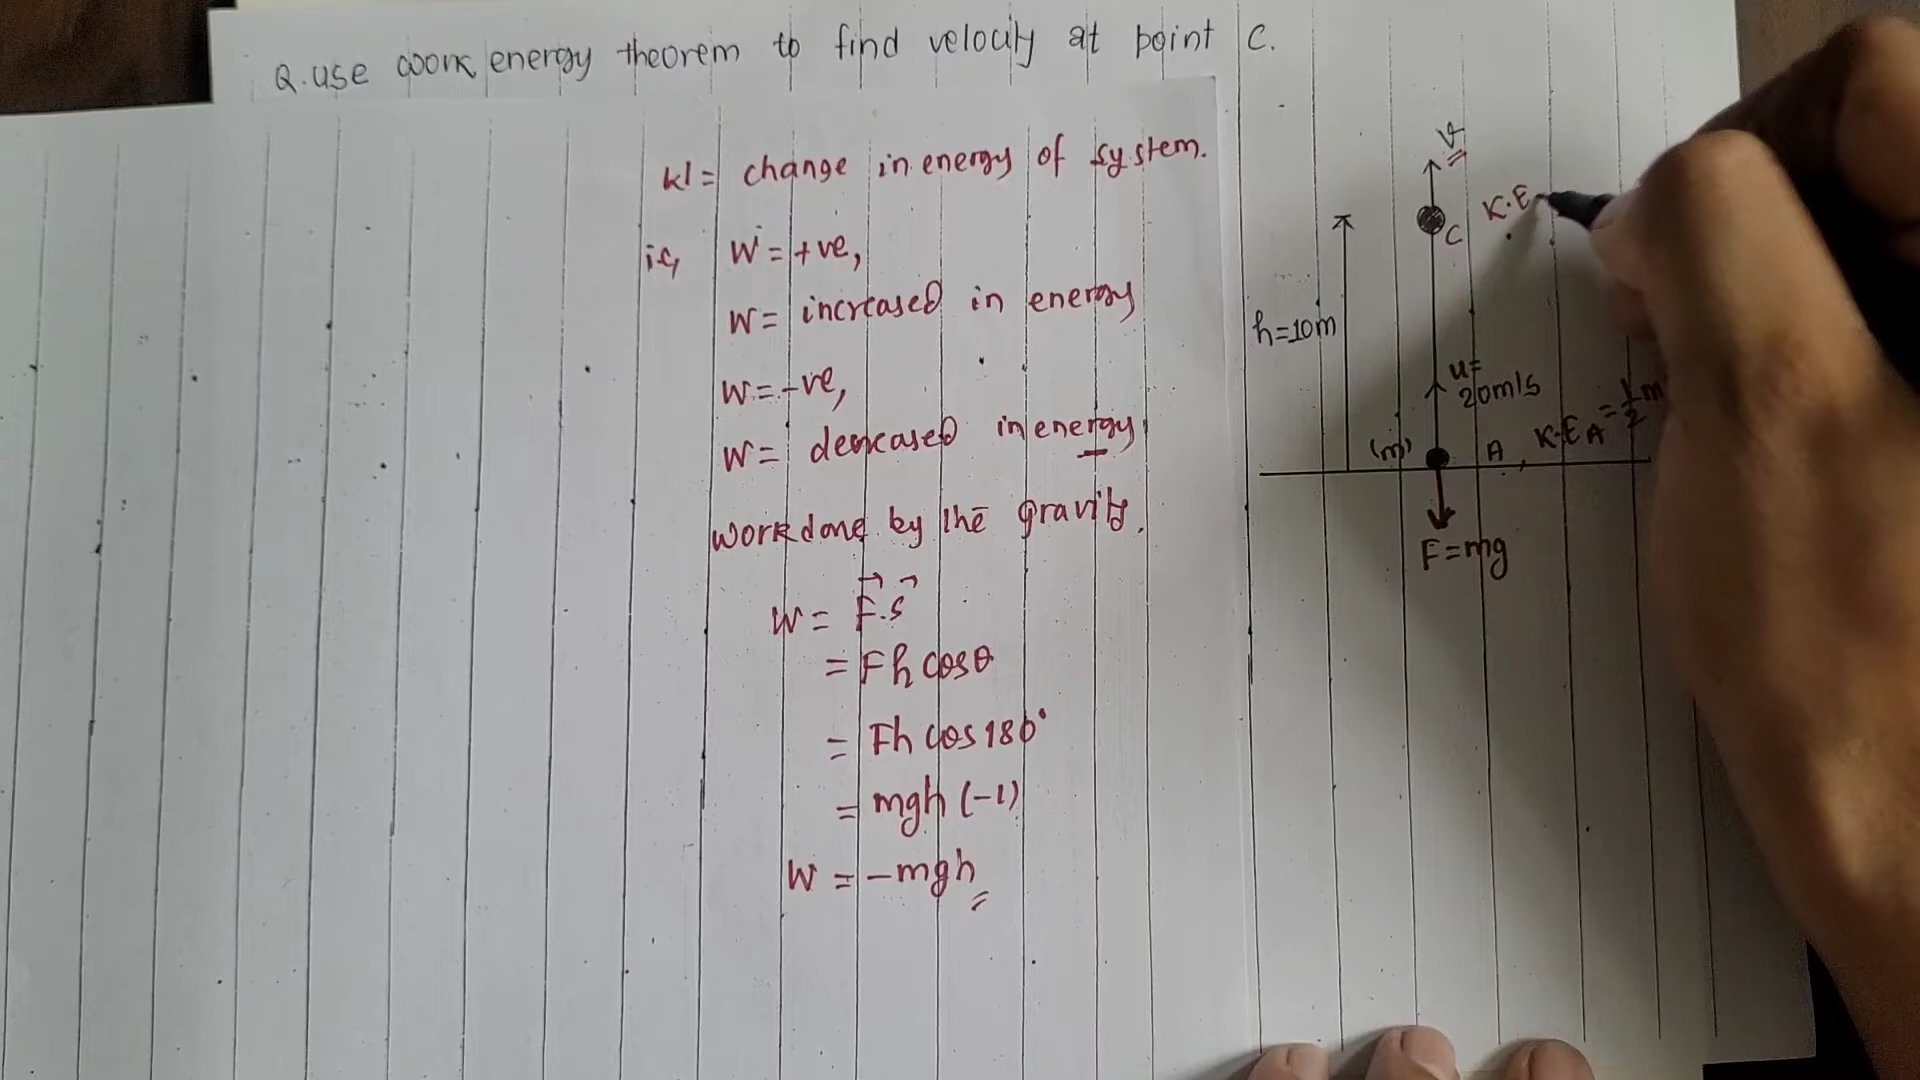 Q. use work energy theorem to find velocity at point C.
W = change in energy of system.
if, W = +ve,
W = increased in energy
W = -ve,
W = decreased in energy
work done by the gravity.
W = F.S
= Fh cosθ
= Fh cos180°
= mgh (-1)
W = -mgh
v
K.E
C
h=10m
u=
20m/s
(m)
A, K.E A = 1/2 m
F=mg